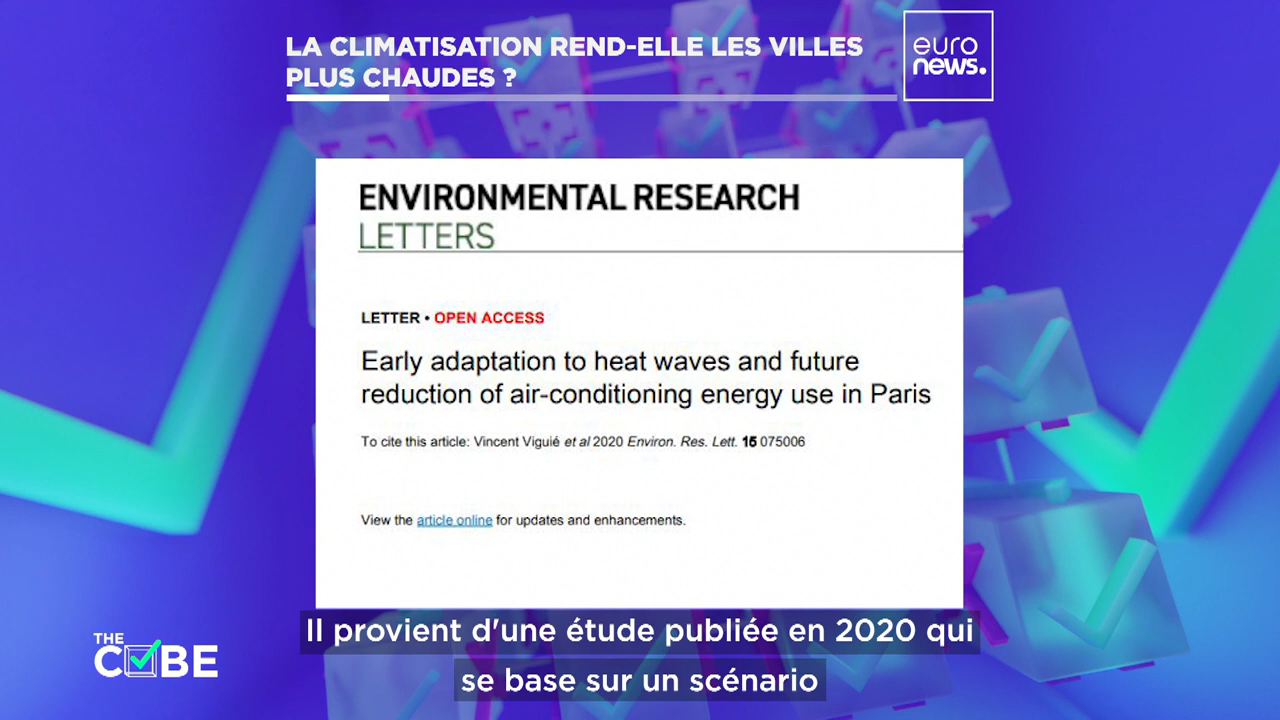 LA CLIMATISATION REND-ELLE LES VILLES
PLUS CHAUDES ?
euro
news.
ENVIRONMENTAL RESEARCH
LETTERS
LETTER • OPEN ACCESS
Early adaptation to heat waves and future
reduction of air-conditioning energy use in Paris
To cite this article: Vincent Viguié et al 2020 Environ. Res. Lett. 15 075006
View the article online for updates and enhancements.
Il provient d'une étude publiée en 2020 qui
se base sur un scénario
THE
CUBE